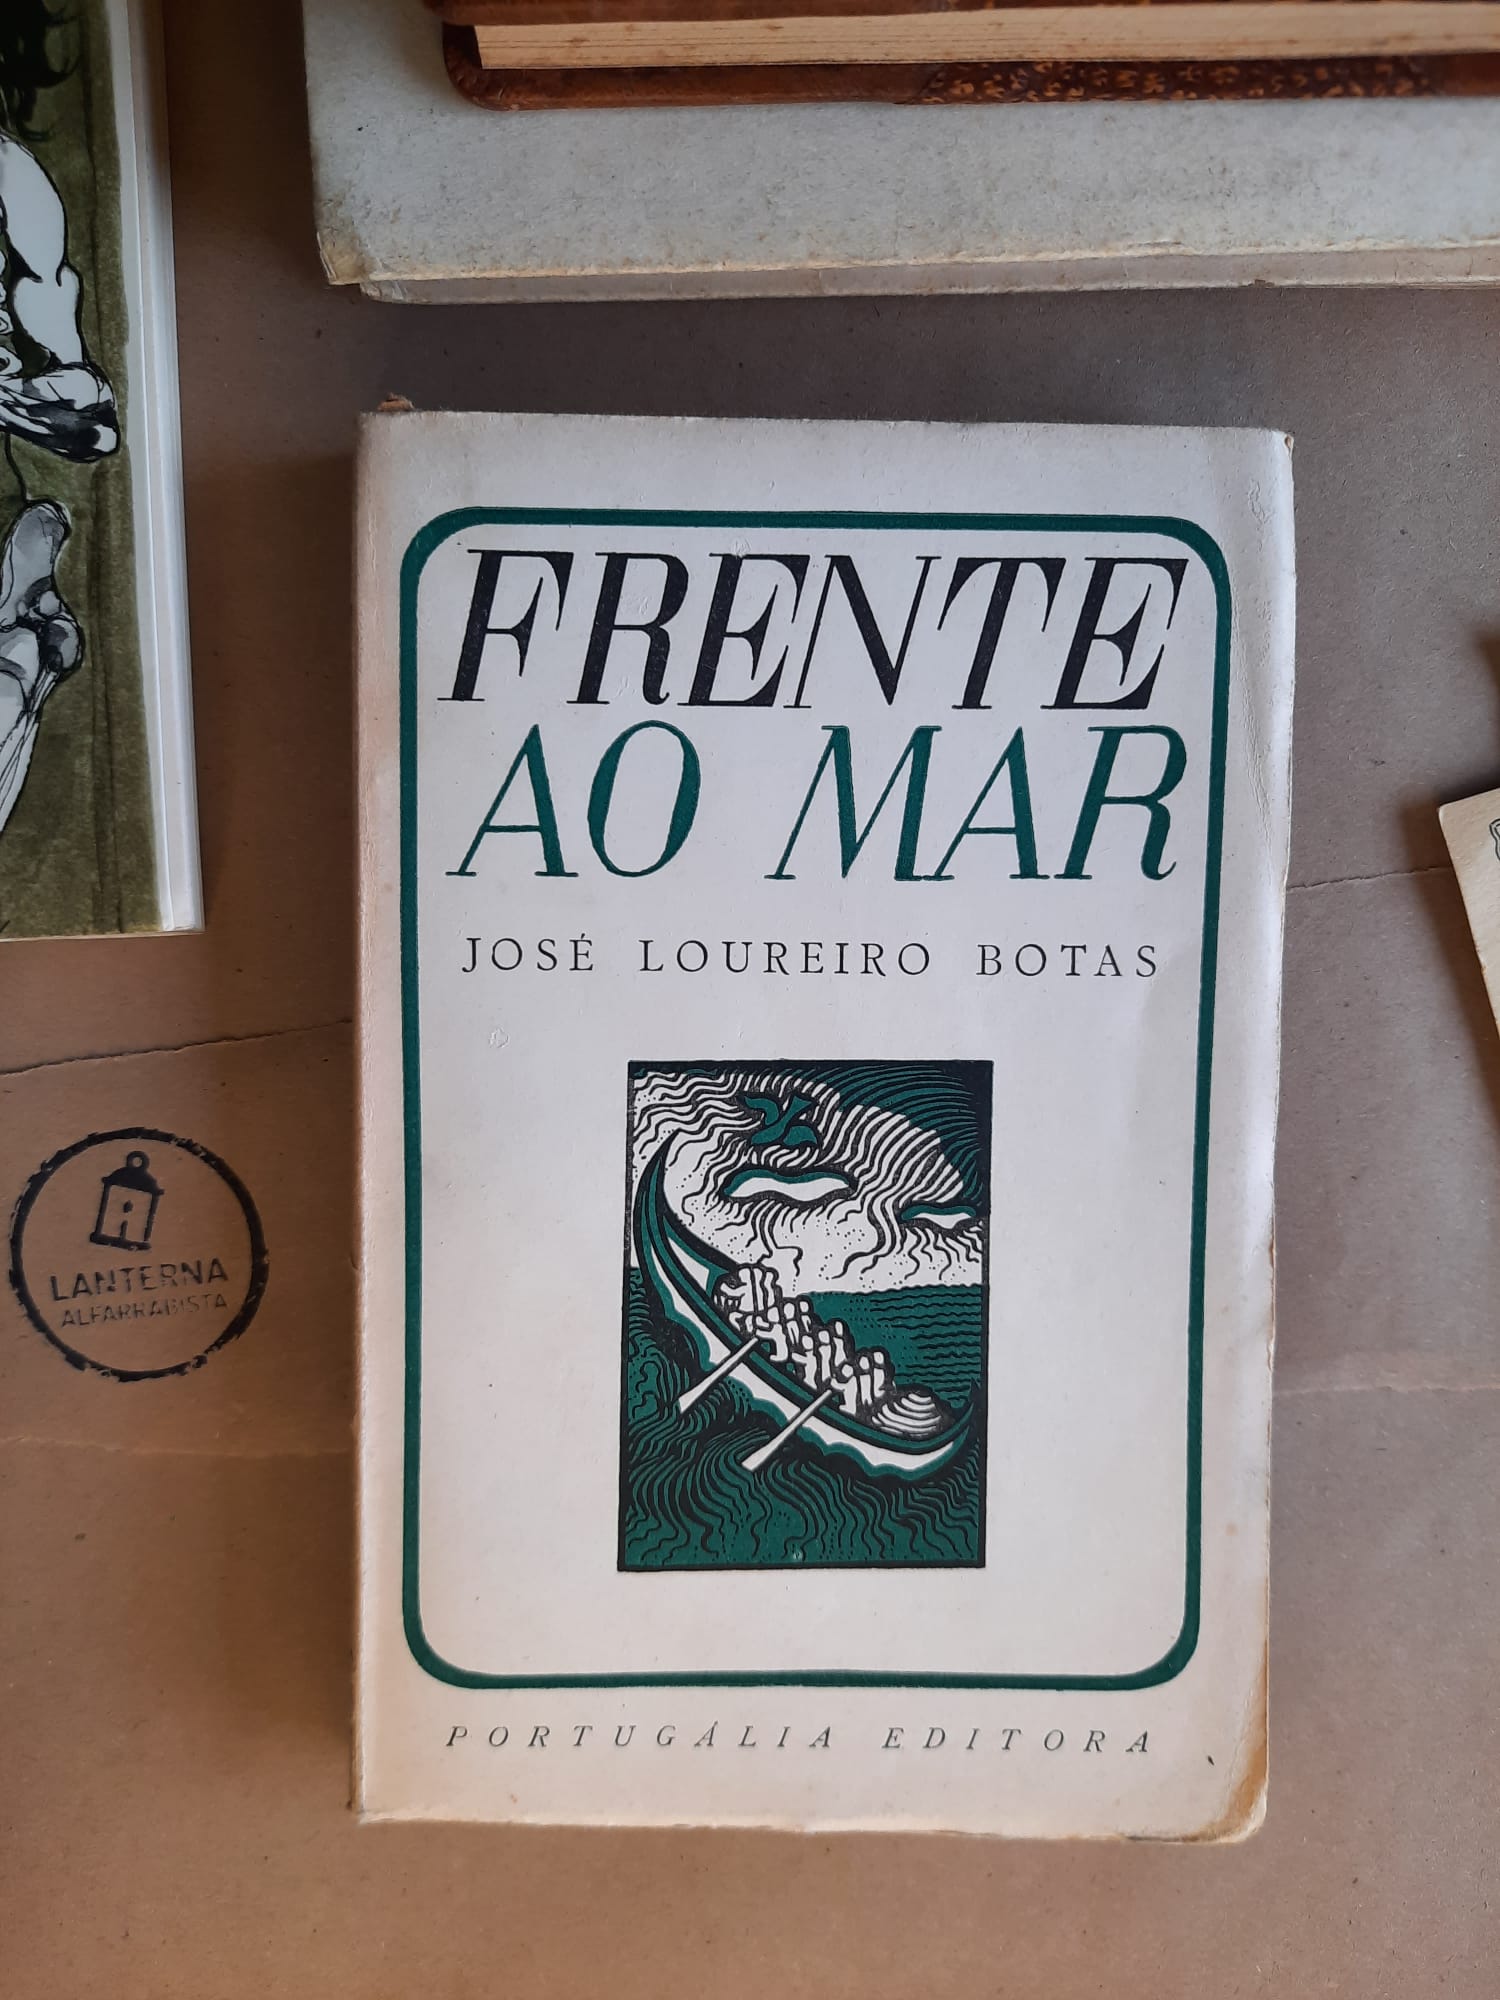 FRENTE
AO MAR
JOSÉ LOUREIRO BOTAS
PORTUGÁLIA EDITORA
LANTERNA
ALFARRABISTA